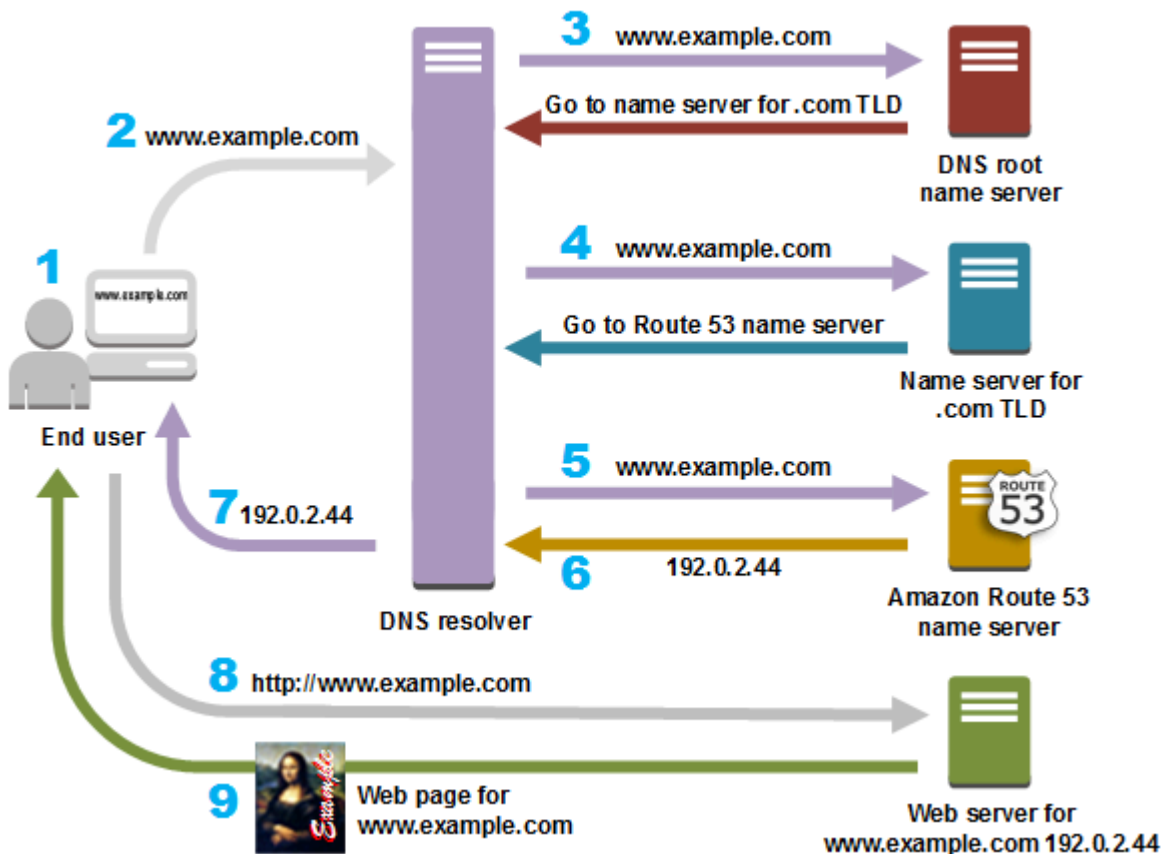 3 www.example.com
Go to name server for .com TLD
DNS root
name server
2 www.example.com
4 www.example.com
Go to Route 53 name server
Name server for
.com TLD
1
www.example.com
End user
5 www.example.com
ROUTE
53
6 192.0.2.44
Amazon Route 53
name server
7 192.0.2.44
DNS resolver
8 http://www.example.com
9
Example
Web page for
www.example.com
Web server for
www.example.com 192.0.2.44